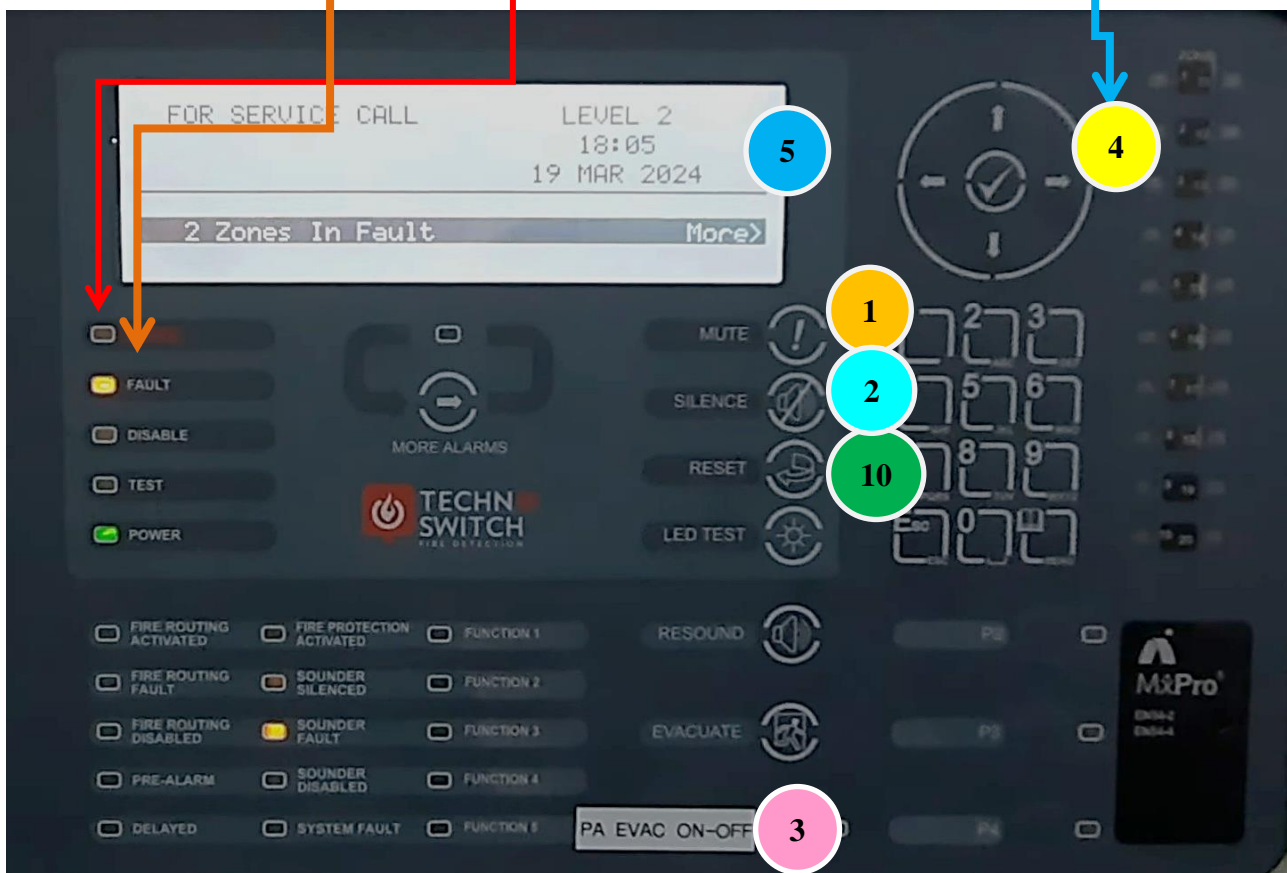 FOR SERVICE CALL LEVEL 2
18:05
19 MAR 2024
5
4
2 Zones In Fault More>
MUTE
1
2
3
FAULT
SILENCE
2
5
6
DISABLE
MORE ALARMS
RESET
10
8
9
TEST
TECHN
SWITCH
FIRE DETECTION
POWER
LED TEST
Esc
0
FIRE ROUTING
ACTIVATED
FIRE PROTECTION
ACTIVATED
FUNCTION 1
RESOUND
P2
FIRE ROUTING
FAULT
SOUNDER
SILENCED
FUNCTION 2
MxPro
EN54-2
EN54-4
FIRE ROUTING
DISABLED
SOUNDER
FAULT
FUNCTION 3
EVACUATE
P3
PRE-ALARM
SOUNDER
DISABLED
FUNCTION 4
DELAYED
SYSTEM FAULT
FUNCTION 5
PA EVAC ON-OFF
3
P4